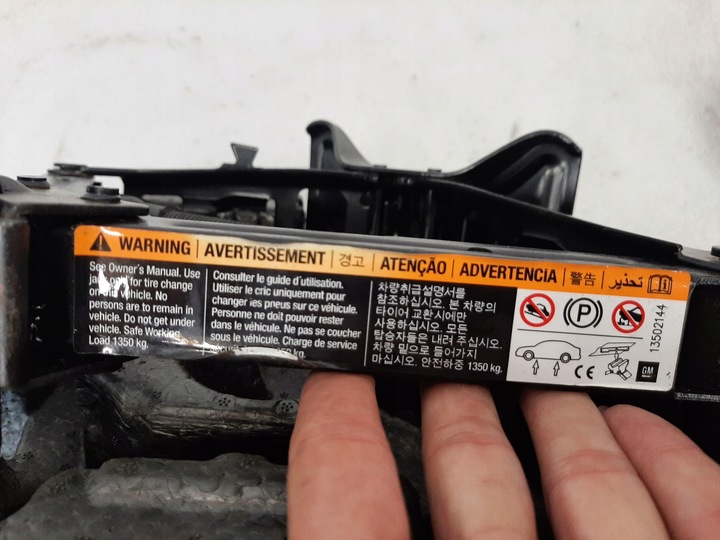 WARNING | AVERTISSEMENT | 경고 | ATENÇÃO | ADVERTENCIA | 警告 | تحذير
See Owner's Manual. Use
jack only for tire change
on this vehicle. No
persons are to remain in
vehicle. Do not get under
vehicle. Safe Working
Load 1350 kg.
Consulter le guide d'utilisation.
Utiliser le cric uniquement pour
changer les pneus sur ce véhicule.
Personne ne doit pouvoir rester
dans le véhicule. Ne pas se coucher
sous le véhicule. Charge de service
kg.
차량취급설명서를
참조하십시오. 본 차량의
타이어 교환시에만
사용하십시오. 모든
탑승자들은 내려 주십시오.
차량 밑으로 들어가지
마십시오. 안전하중 1350 kg.
P
CE
GM
13502144